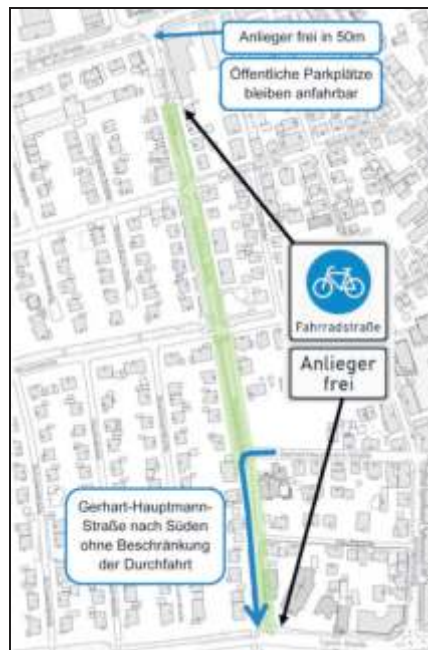 Anlieger frei in 50m
Öffentliche Parkplätze
bleiben anfahrbar
Fahrradstraße
Anlieger
frei
Gerhart-Hauptmann-
Straße nach Süden
ohne Beschränkung
der Durchfahrt